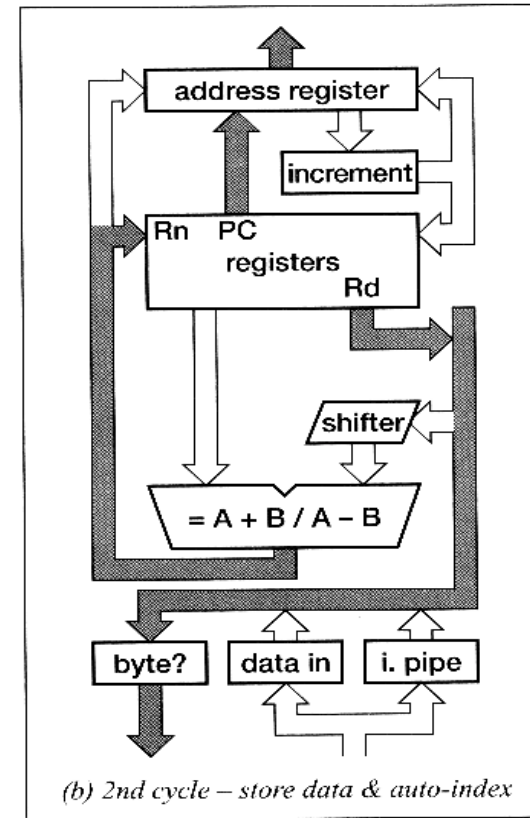 address register
increment
Rn PC
registers
Rd
shifter
= A + B / A – B
byte?
data in
i. pipe
(b) 2nd cycle – store data & auto-index